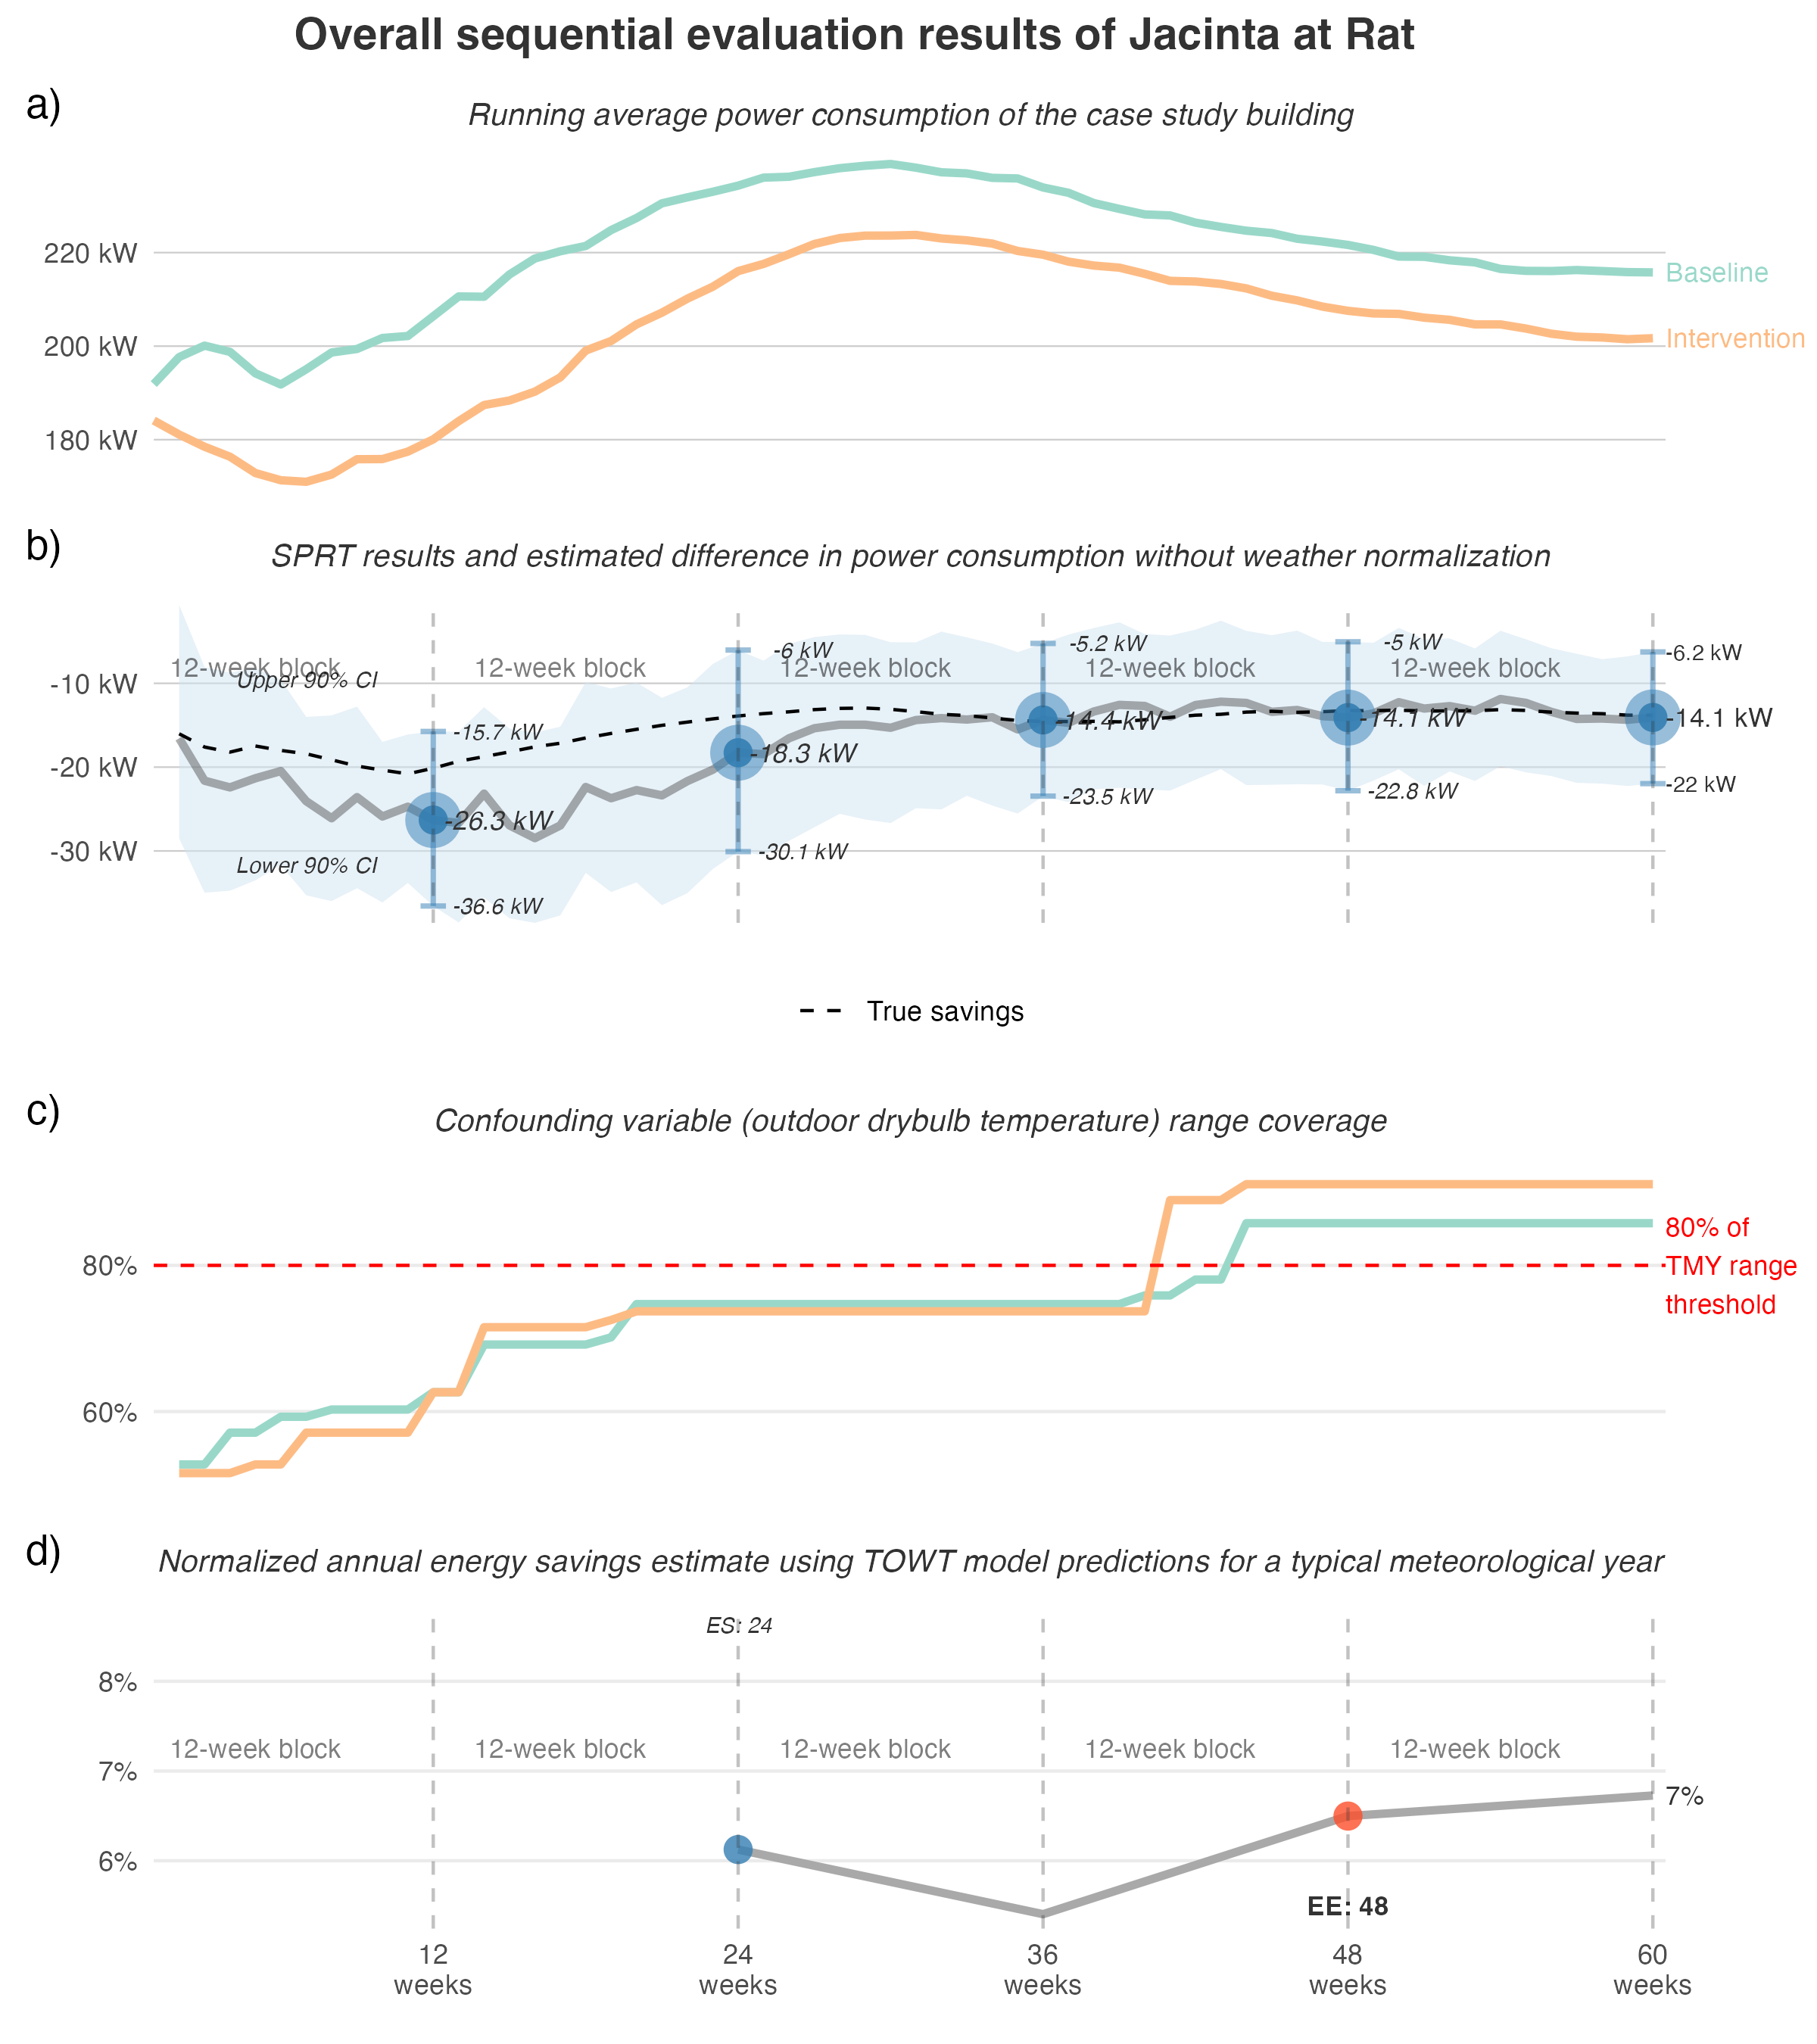 Overall sequential evaluation results of Jacinta at Rat
a)
Running average power consumption of the case study building
220 kW
200 kW
180 kW
Baseline
Intervention
b)
SPRT results and estimated difference in power consumption without weather normalization
-10 kW
-20 kW
-30 kW
12-week block
12-week block
12-week block
12-week block
12-week block
Upper 90% CI
Lower 90% CI
-15.7 kW
-26.3 kW
-36.6 kW
-6 kW
-18.3 kW
-30.1 kW
-5.2 kW
-14.4 kW
-23.5 kW
-5 kW
-14.1 kW
-22.8 kW
-6.2 kW
-14.1 kW
-22 kW
True savings
c)
Confounding variable (outdoor drybulb temperature) range coverage
80%
60%
80% of
TMY range
threshold
d)
Normalized annual energy savings estimate using TOWT model predictions for a typical meteorological year
ES: 24
8%
7%
6%
12-week block
12-week block
12-week block
12-week block
12-week block
7%
EE: 48
12
weeks
24
weeks
36
weeks
48
weeks
60
weeks